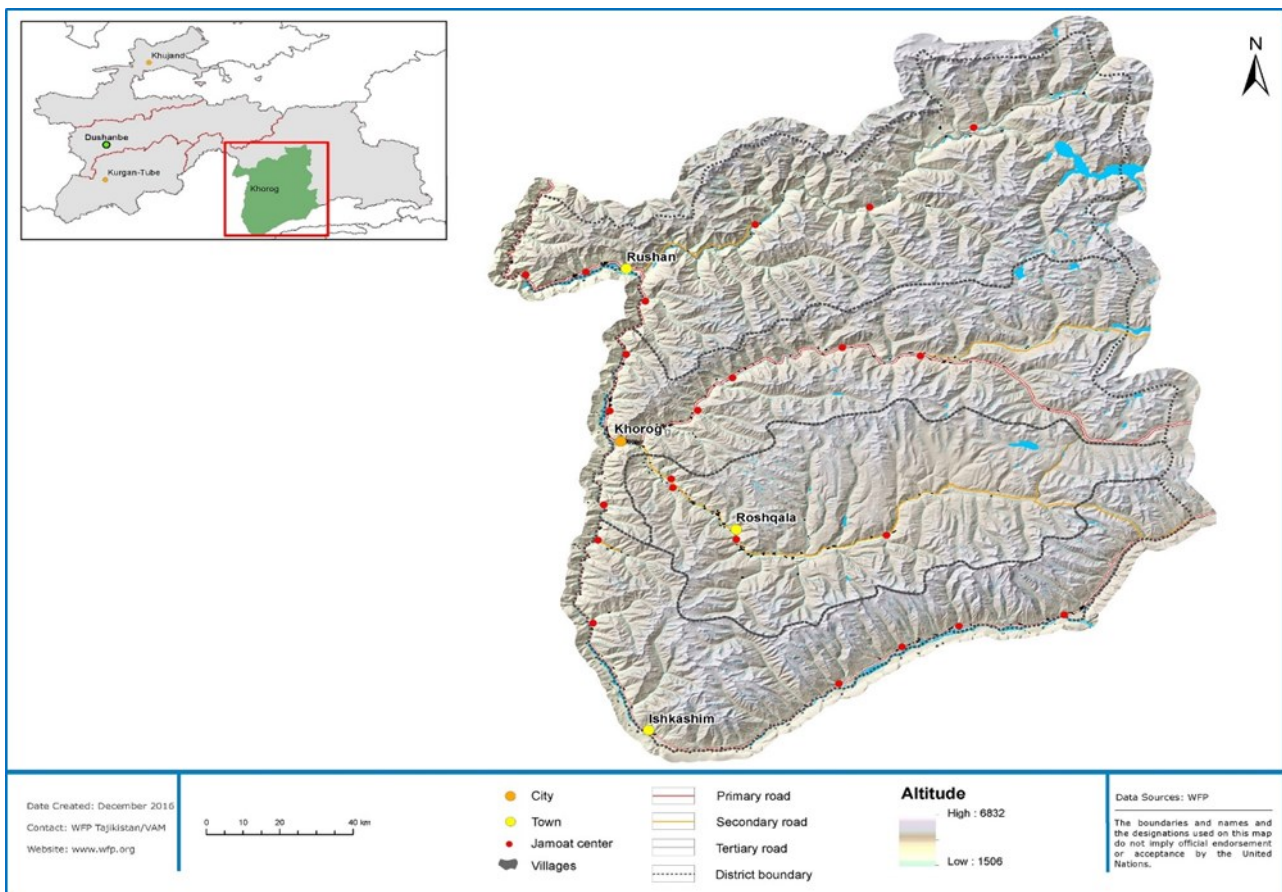 Khujand
Dushanbe
Kurgan-Tube
Khorog
N
Rushan
Khorog
Roshqala
Ishkashim
Date Created: December 2016
Contact: WFP Tajikistan/VAM
Website: www.wfp.org
0 10 20 40 km
City
Town
Jamoat center
Villages
Primary road
Secondary road
Tertiary road
District boundary
Altitude
High : 6832
Low : 1506
Data Sources: WFP
The boundaries and names and
the designations used on this map
do not imply official endorsement
or acceptance by the United
Nations.